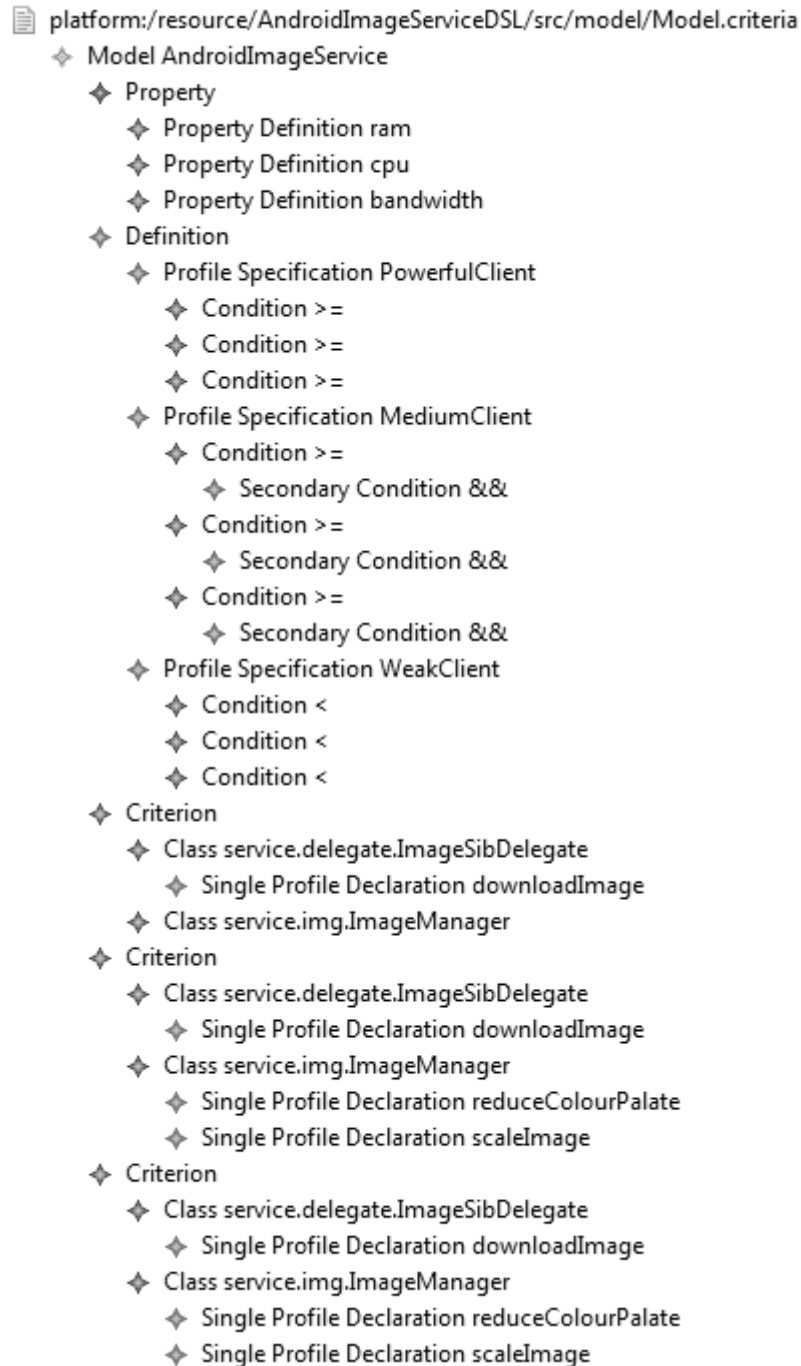 platform:/resource/AndroidImageServiceDSL/src/model/Model.criteria
Model AndroidImageService
Property
Property Definition ram
Property Definition cpu
Property Definition bandwidth
Definition
Profile Specification PowerfulClient
Condition >=
Condition >=
Condition >=
Profile Specification MediumClient
Condition >=
Secondary Condition &&
Condition >=
Secondary Condition &&
Condition >=
Secondary Condition &&
Profile Specification WeakClient
Condition <
Condition <
Condition <
Criterion
Class service.delegate.ImageSibDelegate
Single Profile Declaration downloadImage
Class service.img.ImageManager
Criterion
Class service.delegate.ImageSibDelegate
Single Profile Declaration downloadImage
Class service.img.ImageManager
Single Profile Declaration reduceColourPalate
Single Profile Declaration scaleImage
Criterion
Class service.delegate.ImageSibDelegate
Single Profile Declaration downloadImage
Class service.img.ImageManager
Single Profile Declaration reduceColourPalate
Single Profile Declaration scaleImage